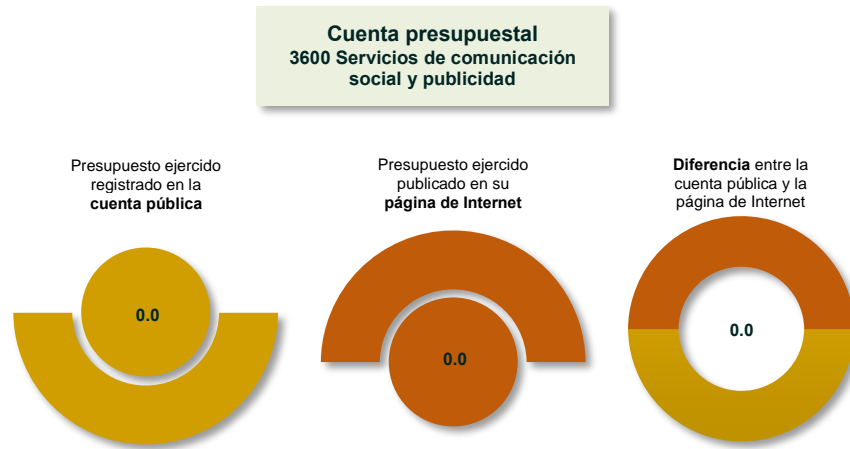 Cuenta presupuestal
3600 Servicios de comunicación
social y publicidad
Presupuesto ejercido
registrado en la
cuenta pública
0.0
Presupuesto ejercido
publicado en su
página de Internet
0.0
Diferencia entre la
cuenta pública y la
página de Internet
0.0